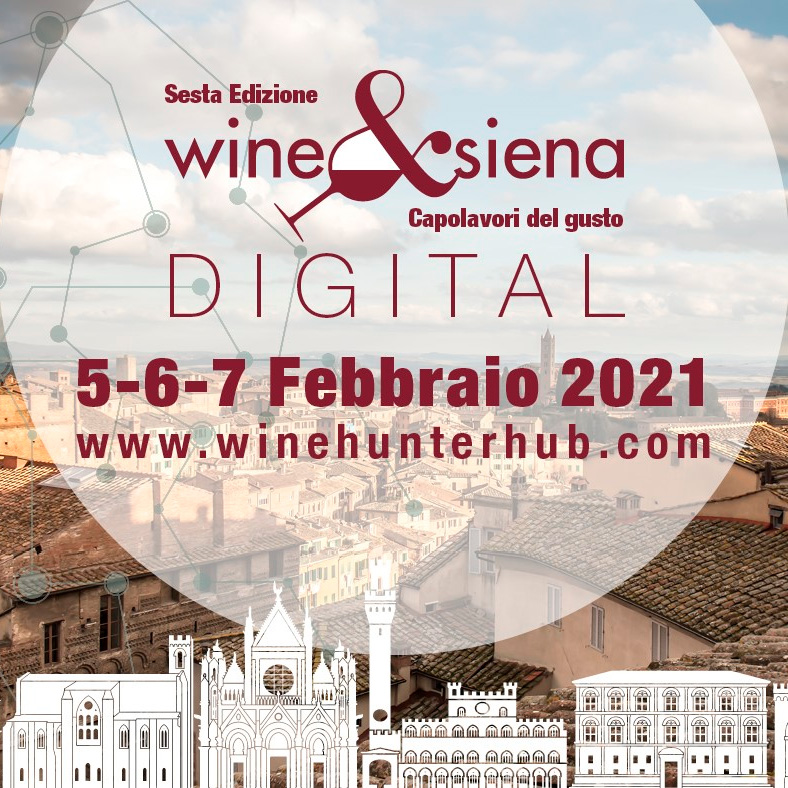 Sesta Edizione
wine&siena
Capolavori del gusto
DIGITAL
5-6-7 Febbraio 2021
www.winehunterhub.com